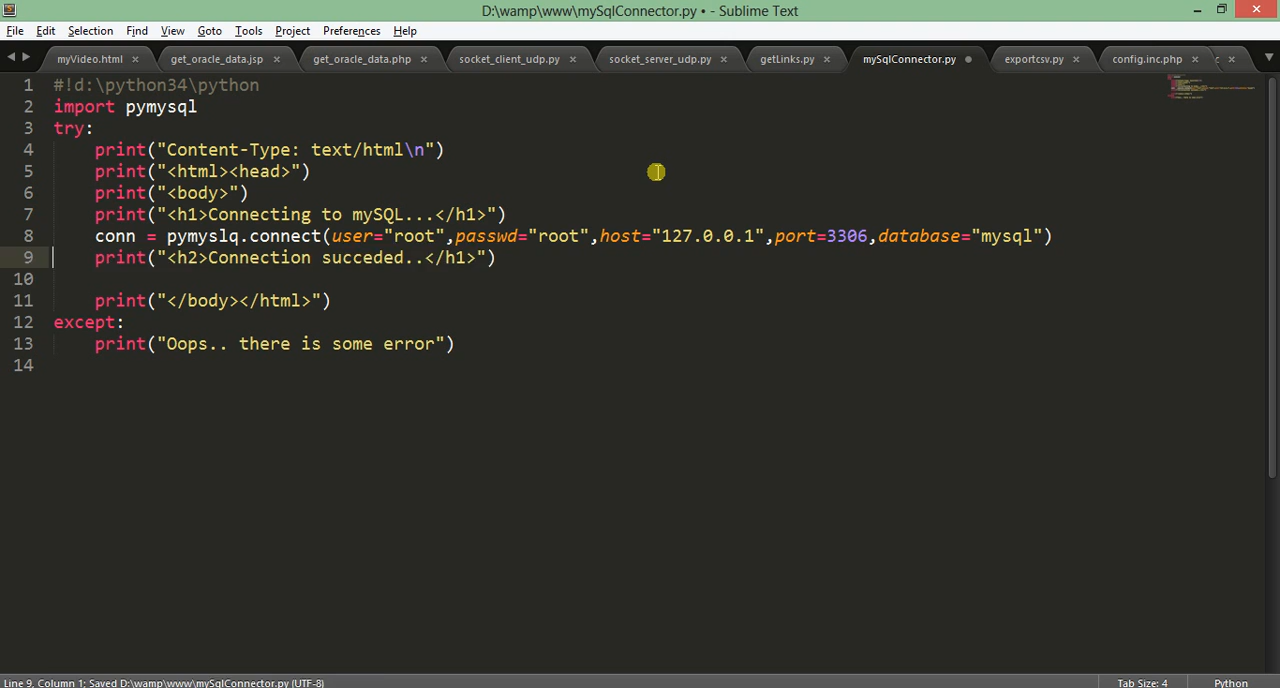 D:\wamp\www\mySqlConnector.py • - Sublime Text
File Edit Selection Find View Goto Tools Project Preferences Help
myVideo.html get_oracle_data.jsp get_oracle_data.php socket_client_udp.py socket_server_udp.py getLinks.py mySqlConnector.py exportcsv.py config.inc.php c
1 #!d:\python34\python
2 import pymysql
3 try:
4 print("Content-Type: text/html\n")
5 print("<html><head>")
6 print("<body>")
7 print("<h1>Connecting to mySQL...</h1>")
8 conn = pymyslq.connect(user="root",passwd="root",host="127.0.0.1",port=3306,database="mysql")
9 print("<h2>Connection succeded..</h1>")
10
11 print("</body></html>")
12 except:
13 print("Oops.. there is some error")
14
Line 9, Column 1; Saved D:\wamp\www\mySqlConnector.py (UTF-8) Tab Size: 4 Python